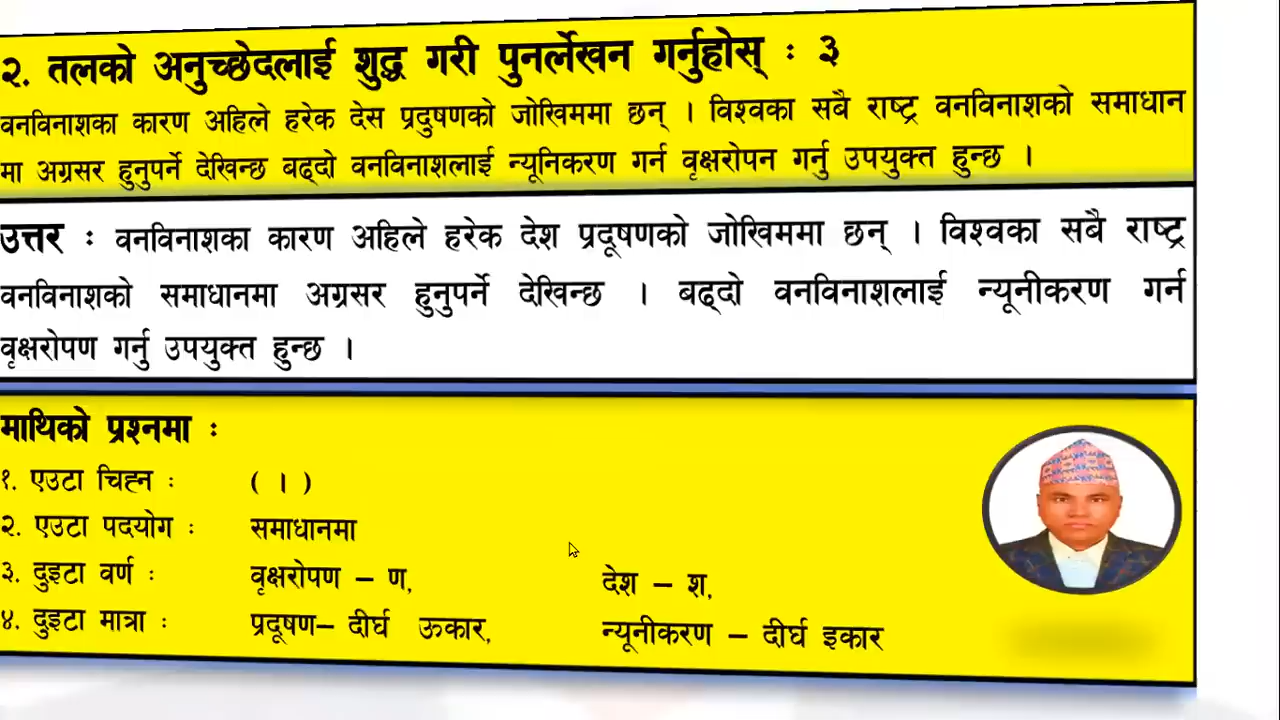 २. तलको अनुच्छेदलाई शुद्ध गरी पुनर्लेखन गर्नुहोस् : ३
वनविनाशका कारण अहिले हरेक देस प्रदुषणको जोखिममा छन् । विश्वका सबै राष्ट्र वनविनाशको समाधान
मा अग्रसर हुनुपर्ने देखिन्छ बढ्दो वनविनाशलाई न्यूनिकरण गर्न वृक्षरोपन गर्नु उपयुक्त हुन्छ ।
उत्तर : वनविनाशका कारण अहिले हरेक देश प्रदूषणको जोखिममा छन् । विश्वका सबै राष्ट्र
वनविनाशको समाधानमा अग्रसर हुनुपर्ने देखिन्छ । बढ्दो वनविनाशलाई न्यूनीकरण गर्न
वृक्षरोपण गर्नु उपयुक्त हुन्छ ।
माथिको प्रश्नमा :
१. एउटा चिह्न : ( । )
२. एउटा पदयोग : समाधानमा
३. दुइटा वर्ण : वृक्षरोपण – ण, देश – श,
४. दुइटा मात्रा : प्रदूषण– दीर्घ ऊकार, न्यूनीकरण – दीर्घ इकार